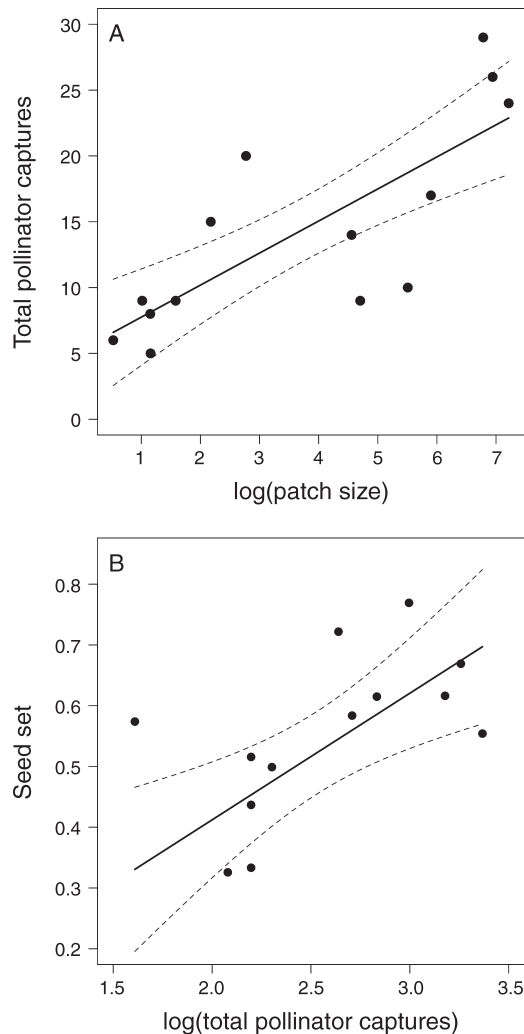 A
Total pollinator captures
30
25
20
15
10
5
0
1 2 3 4 5 6 7
log(patch size)
B
Seed set
0.8
0.7
0.6
0.5
0.4
0.3
0.2
1.5 2.0 2.5 3.0 3.5
log(total pollinator captures)